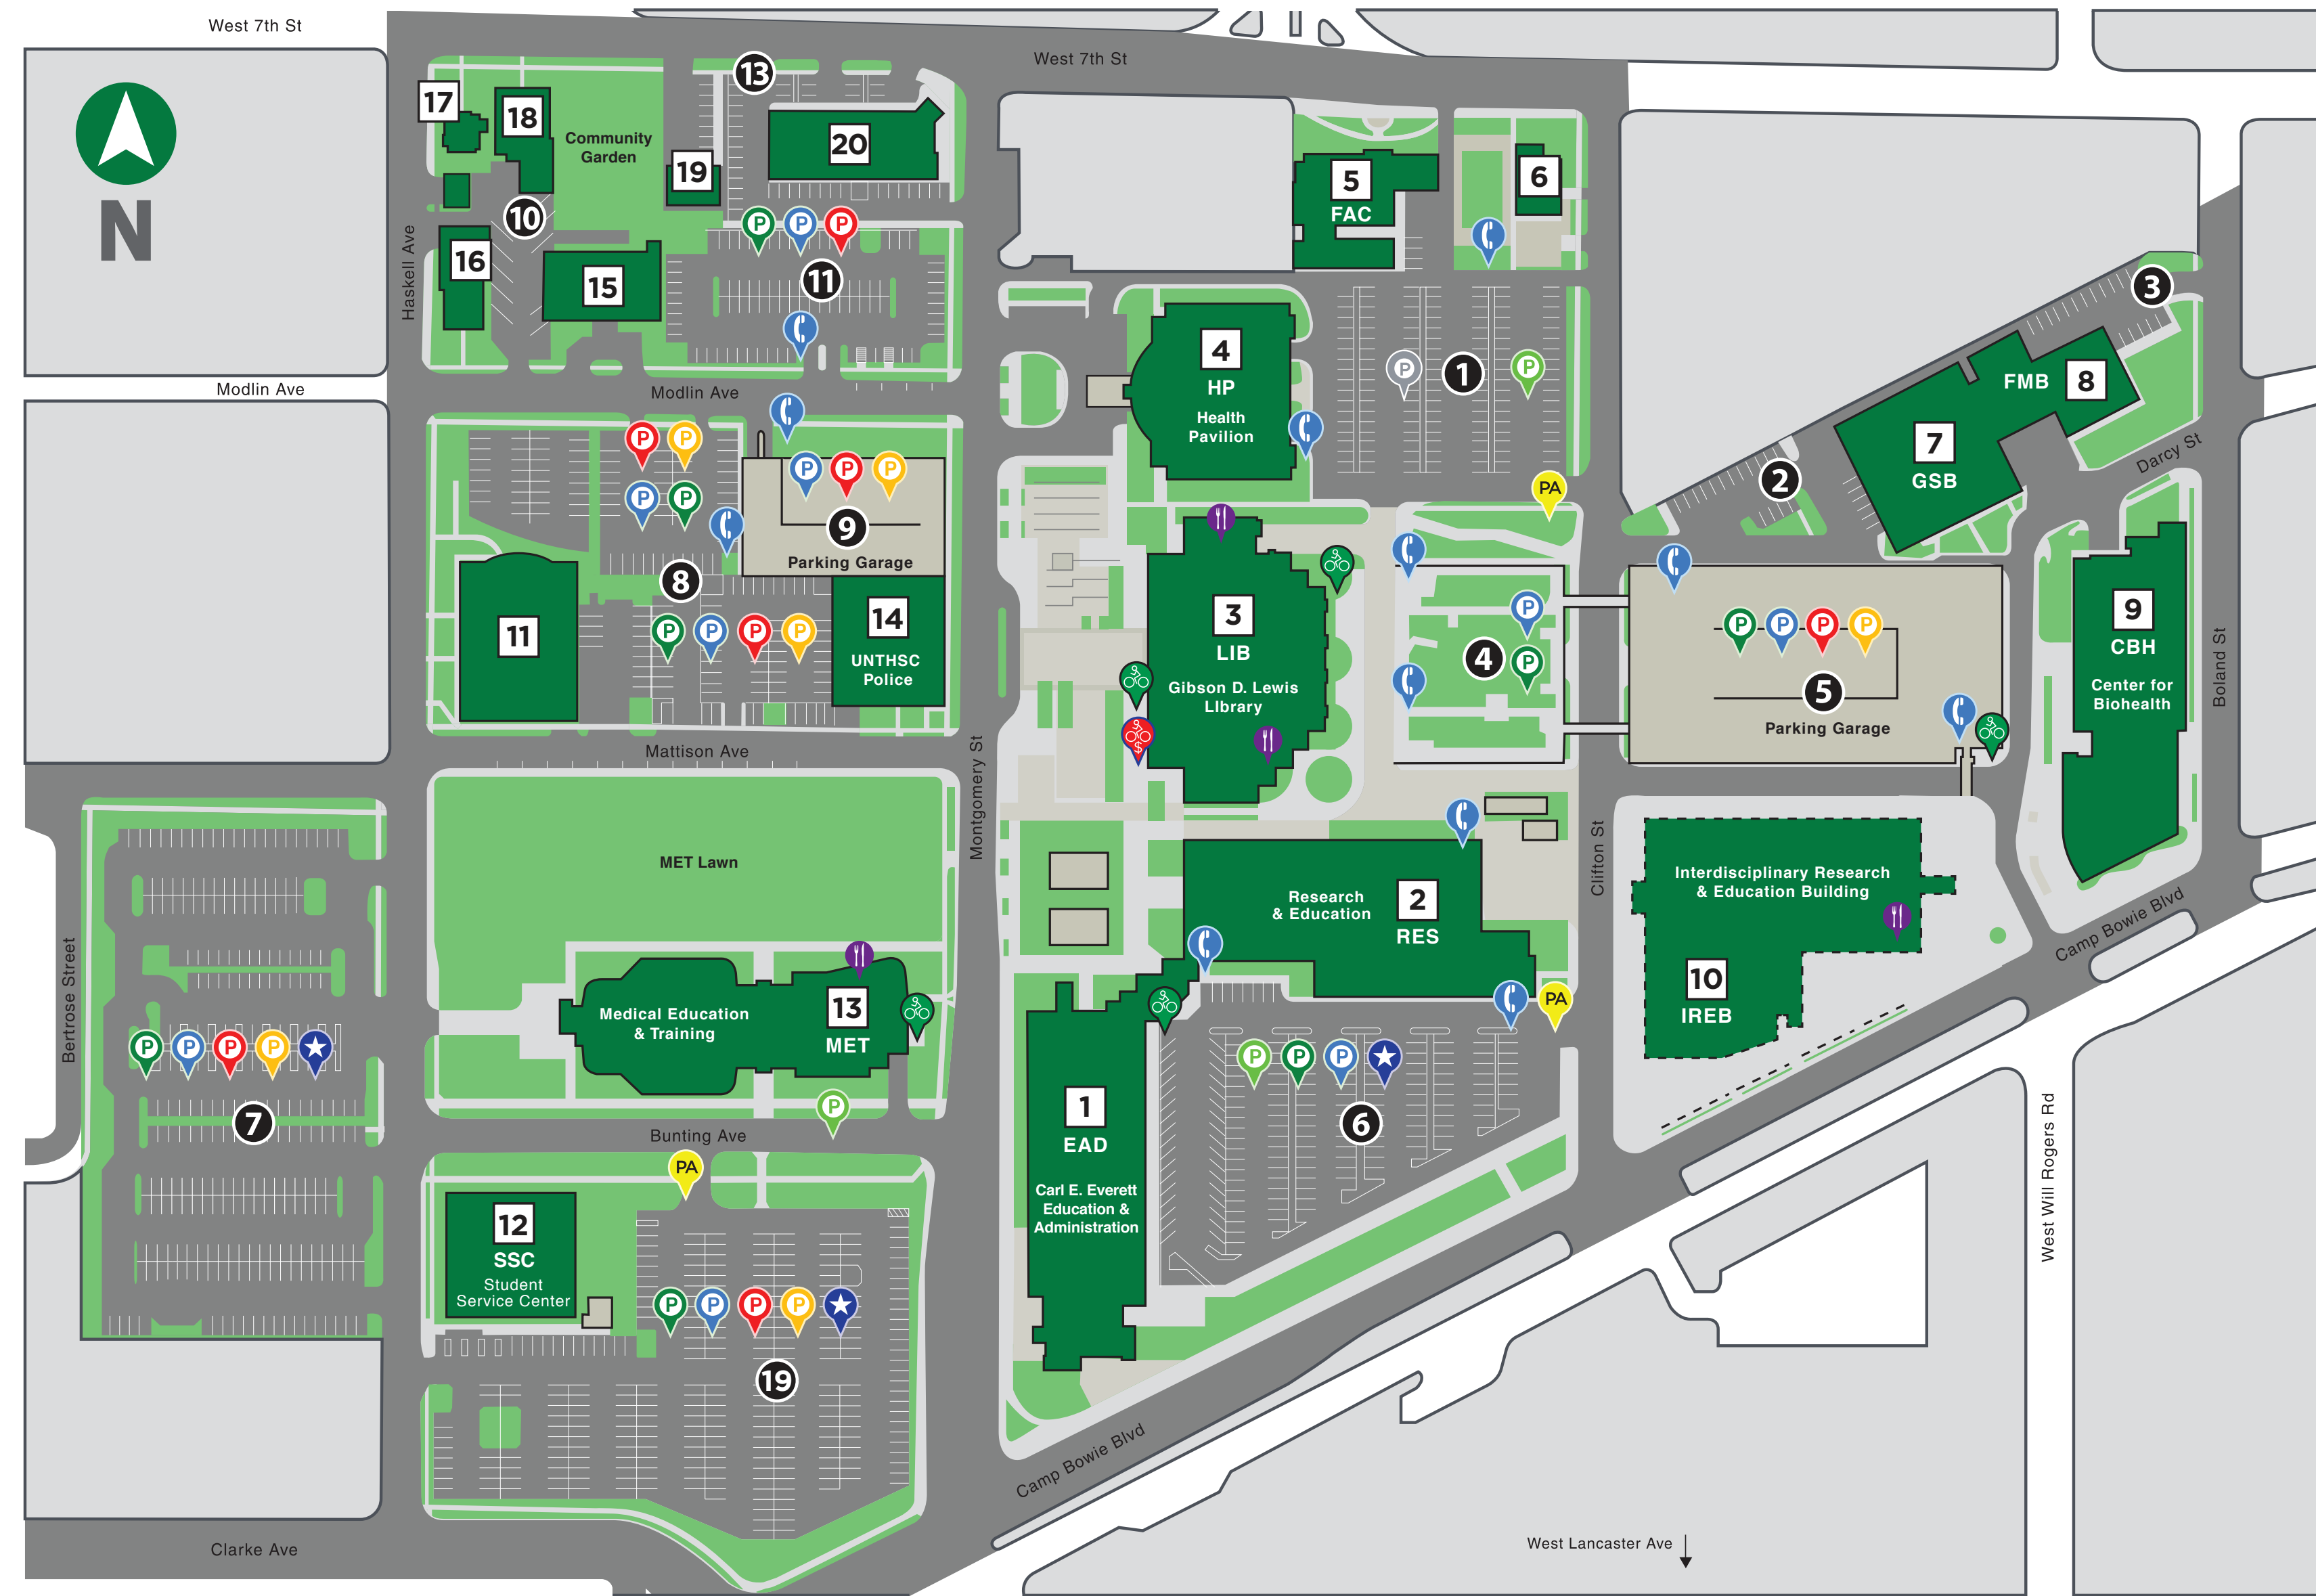 West 7th St
West 7th St
N
13
17
18
Community
Garden
19
20
10
16
15
P
P
P
11
Haskell Ave
5
FAC
6
3
4
HP
Health
Pavilion
P
1
P
FMB
8
7
GSB
2
Darcy St
Modlin Ave
Modlin Ave
P
P
P
P
P
P
P
9
Parking Garage
8
11
P
P
P
P
14
UNTHSC
Police
PA
3
LIB
Gibson D. Lewis
LIbrary
$
P
4
P
P
P
P
P
5
Parking Garage
9
CBH
Center for
Biohealth
Boland St
Mattison Ave
Montgomery St
MET Lawn
Clifton St
Research
& Education
2
RES
Interdisciplinary Research
& Education Building
10
IREB
Camp Bowie Blvd
Bertrose Street
Medical Education
& Training
13
MET
PA
P
P
P
P
7
P
P
P
P
6
1
EAD
Carl E. Everett
Education &
Administration
Bunting Ave
PA
12
SSC
Student
Service Center
P
P
P
P
19
West Will Rogers Rd
Camp Bowie Blvd
Clarke Ave
West Lancaster Ave